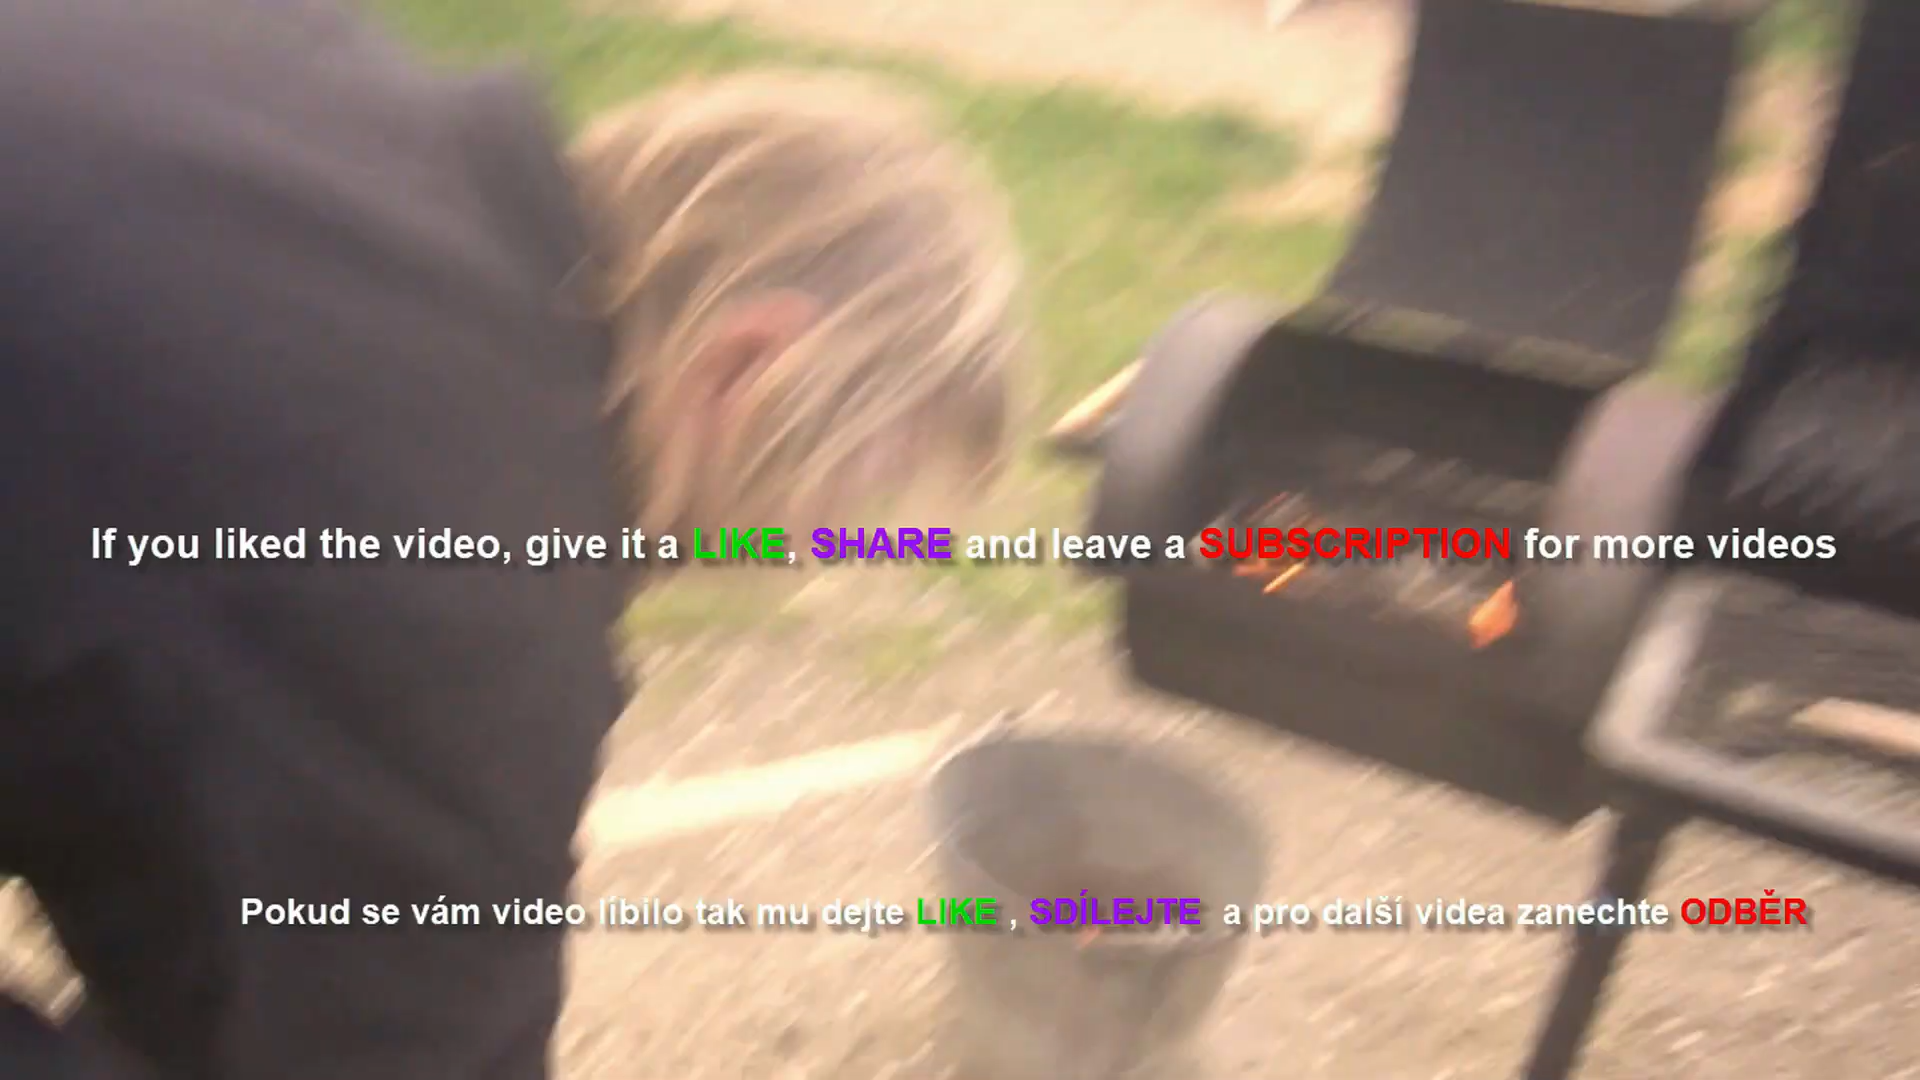 If you liked the video, give it a LIKE, SHARE and leave a SUBSCRIPTION for more videos
Pokud se vám video líbilo tak mu dejte LIKE , SDÍLEJTE a pro další videa zanechte ODBĚR